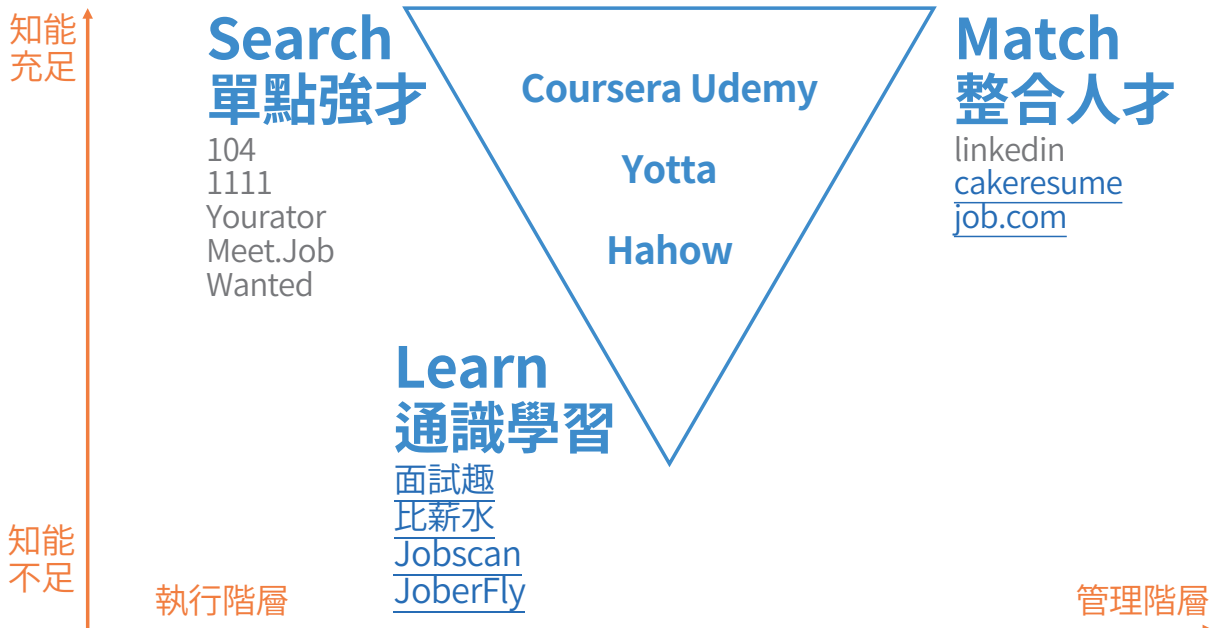 知能
充足
Search
單點強才
104
1111
Yourator
Meet.Job
Wanted
Coursera Udemy
Yotta
Hahow
Match
整合人才
linkedin
cakeresume
job.com
Learn
通識學習
面試趣
比薪水
Jobscan
JoberFly
知能
不足
執行階層
管理階層